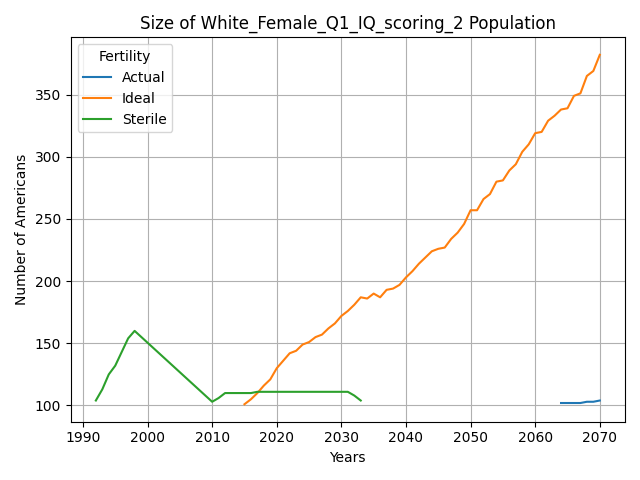 Size of White_Female_Q1_IQ_scoring_2 Population
Fertility
Actual
Ideal
Sterile
Number of Americans
350
300
250
200
150
100
1990 2000 2010 2020 2030 2040 2050 2060 2070
Years